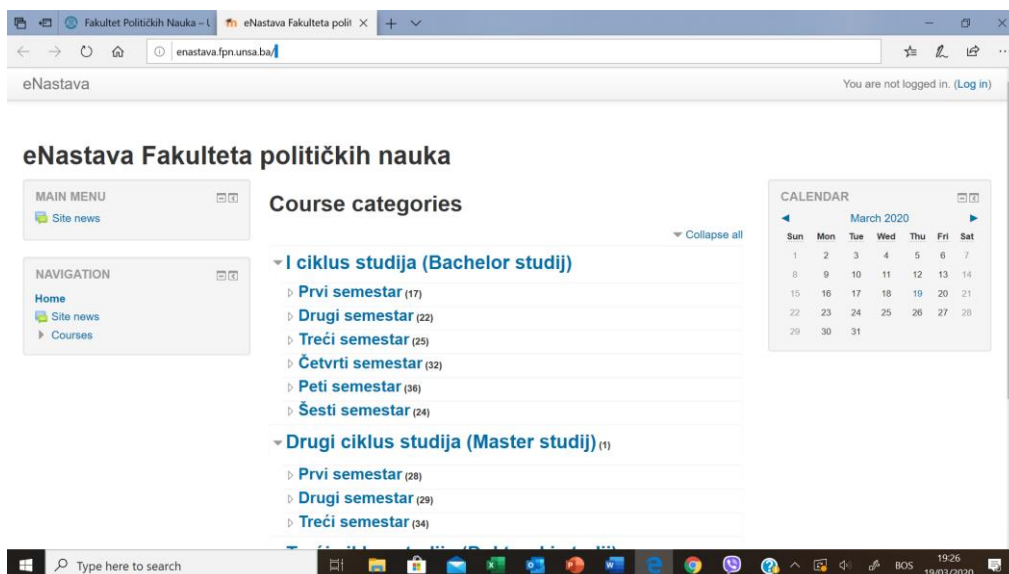 Fakultet Političkih Nauka – U
eNastava Fakulteta polit
enastava.fpn.unsa.ba/
eNastava
You are not logged in. (Log in)
eNastava Fakulteta političkih nauka
MAIN MENU
Site news
NAVIGATION
Home
Site news
Courses
Course categories
Collapse all
I ciklus studija (Bachelor studij)
Prvi semestar (17)
Drugi semestar (22)
Treći semestar (25)
Četvrti semestar (32)
Peti semestar (36)
Šesti semestar (24)
Drugi ciklus studija (Master studij) (1)
Prvi semestar (28)
Drugi semestar (29)
Treći semestar (34)
CALENDAR
March 2020
Sun Mon Tue Wed Thu Fri Sat
1 2 3 4 5 6 7
8 9 10 11 12 13 14
15 16 17 18 19 20 21
22 23 24 25 26 27 28
29 30 31
Type here to search
BOS
19:26
19/03/2020